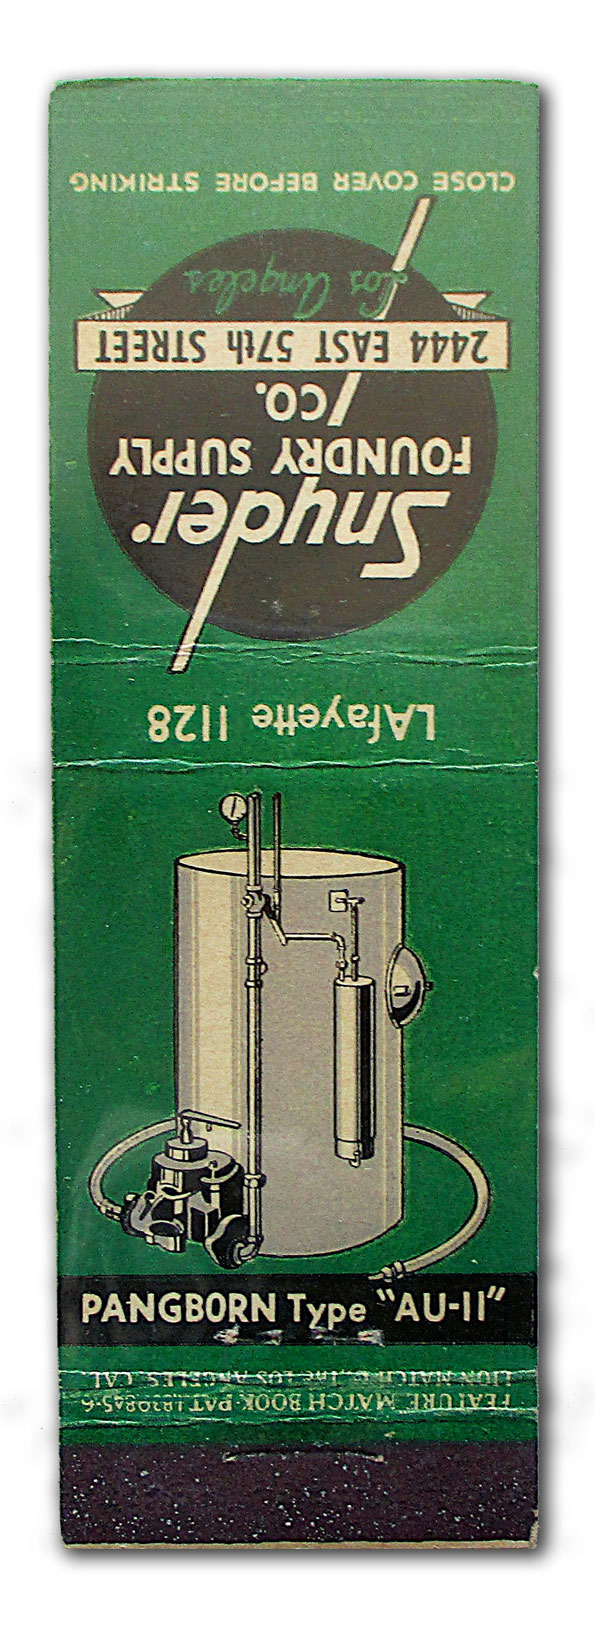 LAfayette 1128
Snyder
FOUNDRY SUPPLY
CO.
2444 EAST 57th STREET
Los Angeles
CLOSE COVER BEFORE STRIKING
PANGBORN Type "AU-11"
FEATURE MATCH BOOK PAT. 1839845-6
LION MATCH Co., Inc LOS ANGELES, CAL.